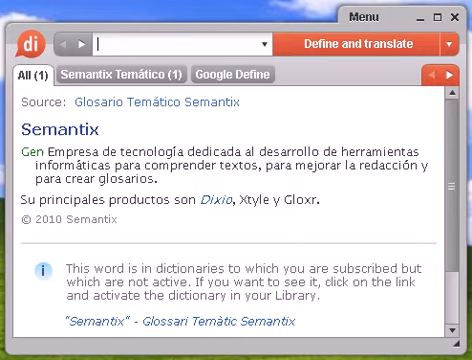 Menu
di
Define and translate
All (1)
Semantix Temático (1)
Google Define
Source: Glosario Temático Semantix
Semantix
Gen Empresa de tecnología dedicada al desarrollo de herramientas
informáticas para comprender textos, para mejorar la redacción y
para crear glosarios.
Su principales productos son Dixio, Xtyle y Gloxr.
© 2010 Semantix
i
This word is in dictionaries to which you are subscribed but
which are not active. If you want to see it, click on the link
and activate the dictionary in your Library.
"Semantix" - Glossari Temàtic Semantix